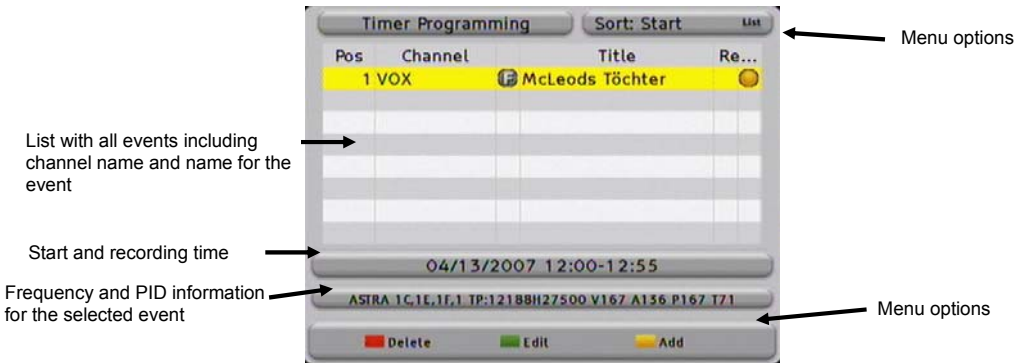 Timer Programming
Sort: Start
List
Menu options
Pos Channel Title Re...
1 VOX F McLeods Töchter
List with all events including
channel name and name for the
event
Start and recording time
04/13/2007 12:00-12:55
Frequency and PID information
for the selected event
ASTRA 1C,1E,1F,1 TP:12188H27500 V167 A136 P167 T71
Menu options
Delete Edit Add